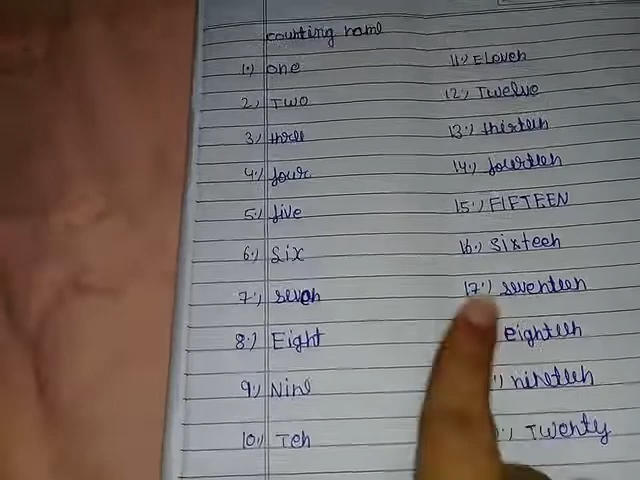 counting name
1.) one
2.) Two
3.) three
4.) four
5.) five
6.) Six
7.) seven
8.) Eight
9.) Nine
10.) Ten
11.) Eleven
12.) Twelve
13.) thirteen
14.) fourteen
15.) FIFTEEN
16.) sixteen
17.) seventeen
eighteen
.) nineteen
.) Twenty